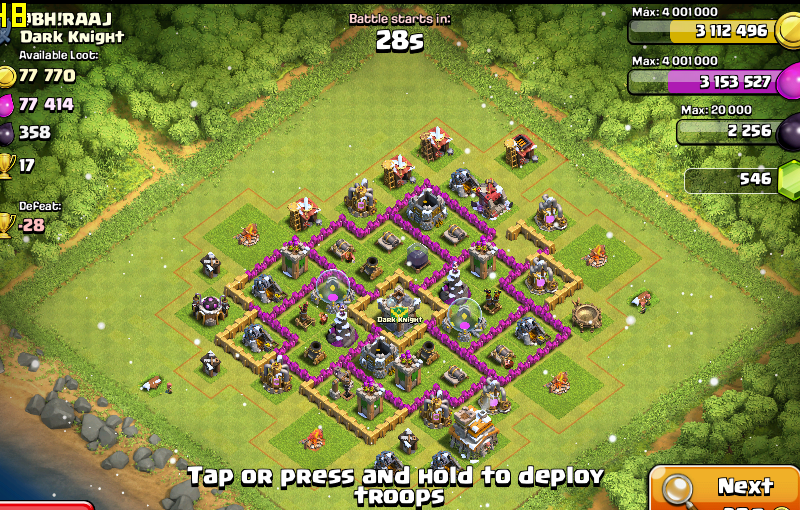 48
BH!RAAJ
Dark Knight
Available Loot:
77 770
77 414
358
17
Defeat:
-28
Battle starts in:
28s
Max: 4 001 000
3 112 496
Max: 4 001 000
3 153 527
Max: 20 000
2 256
546
Dark Knight
Tap or press and hold to deploy
troops
Next